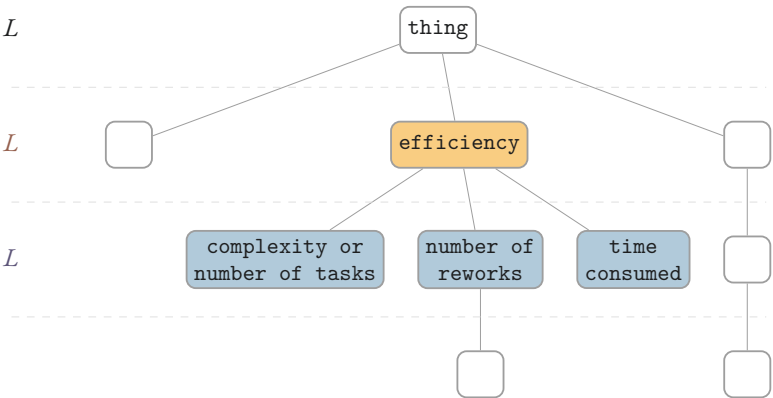 L
thing
L
efficiency
L
complexity or
number of tasks
number of
reworks
time
consumed